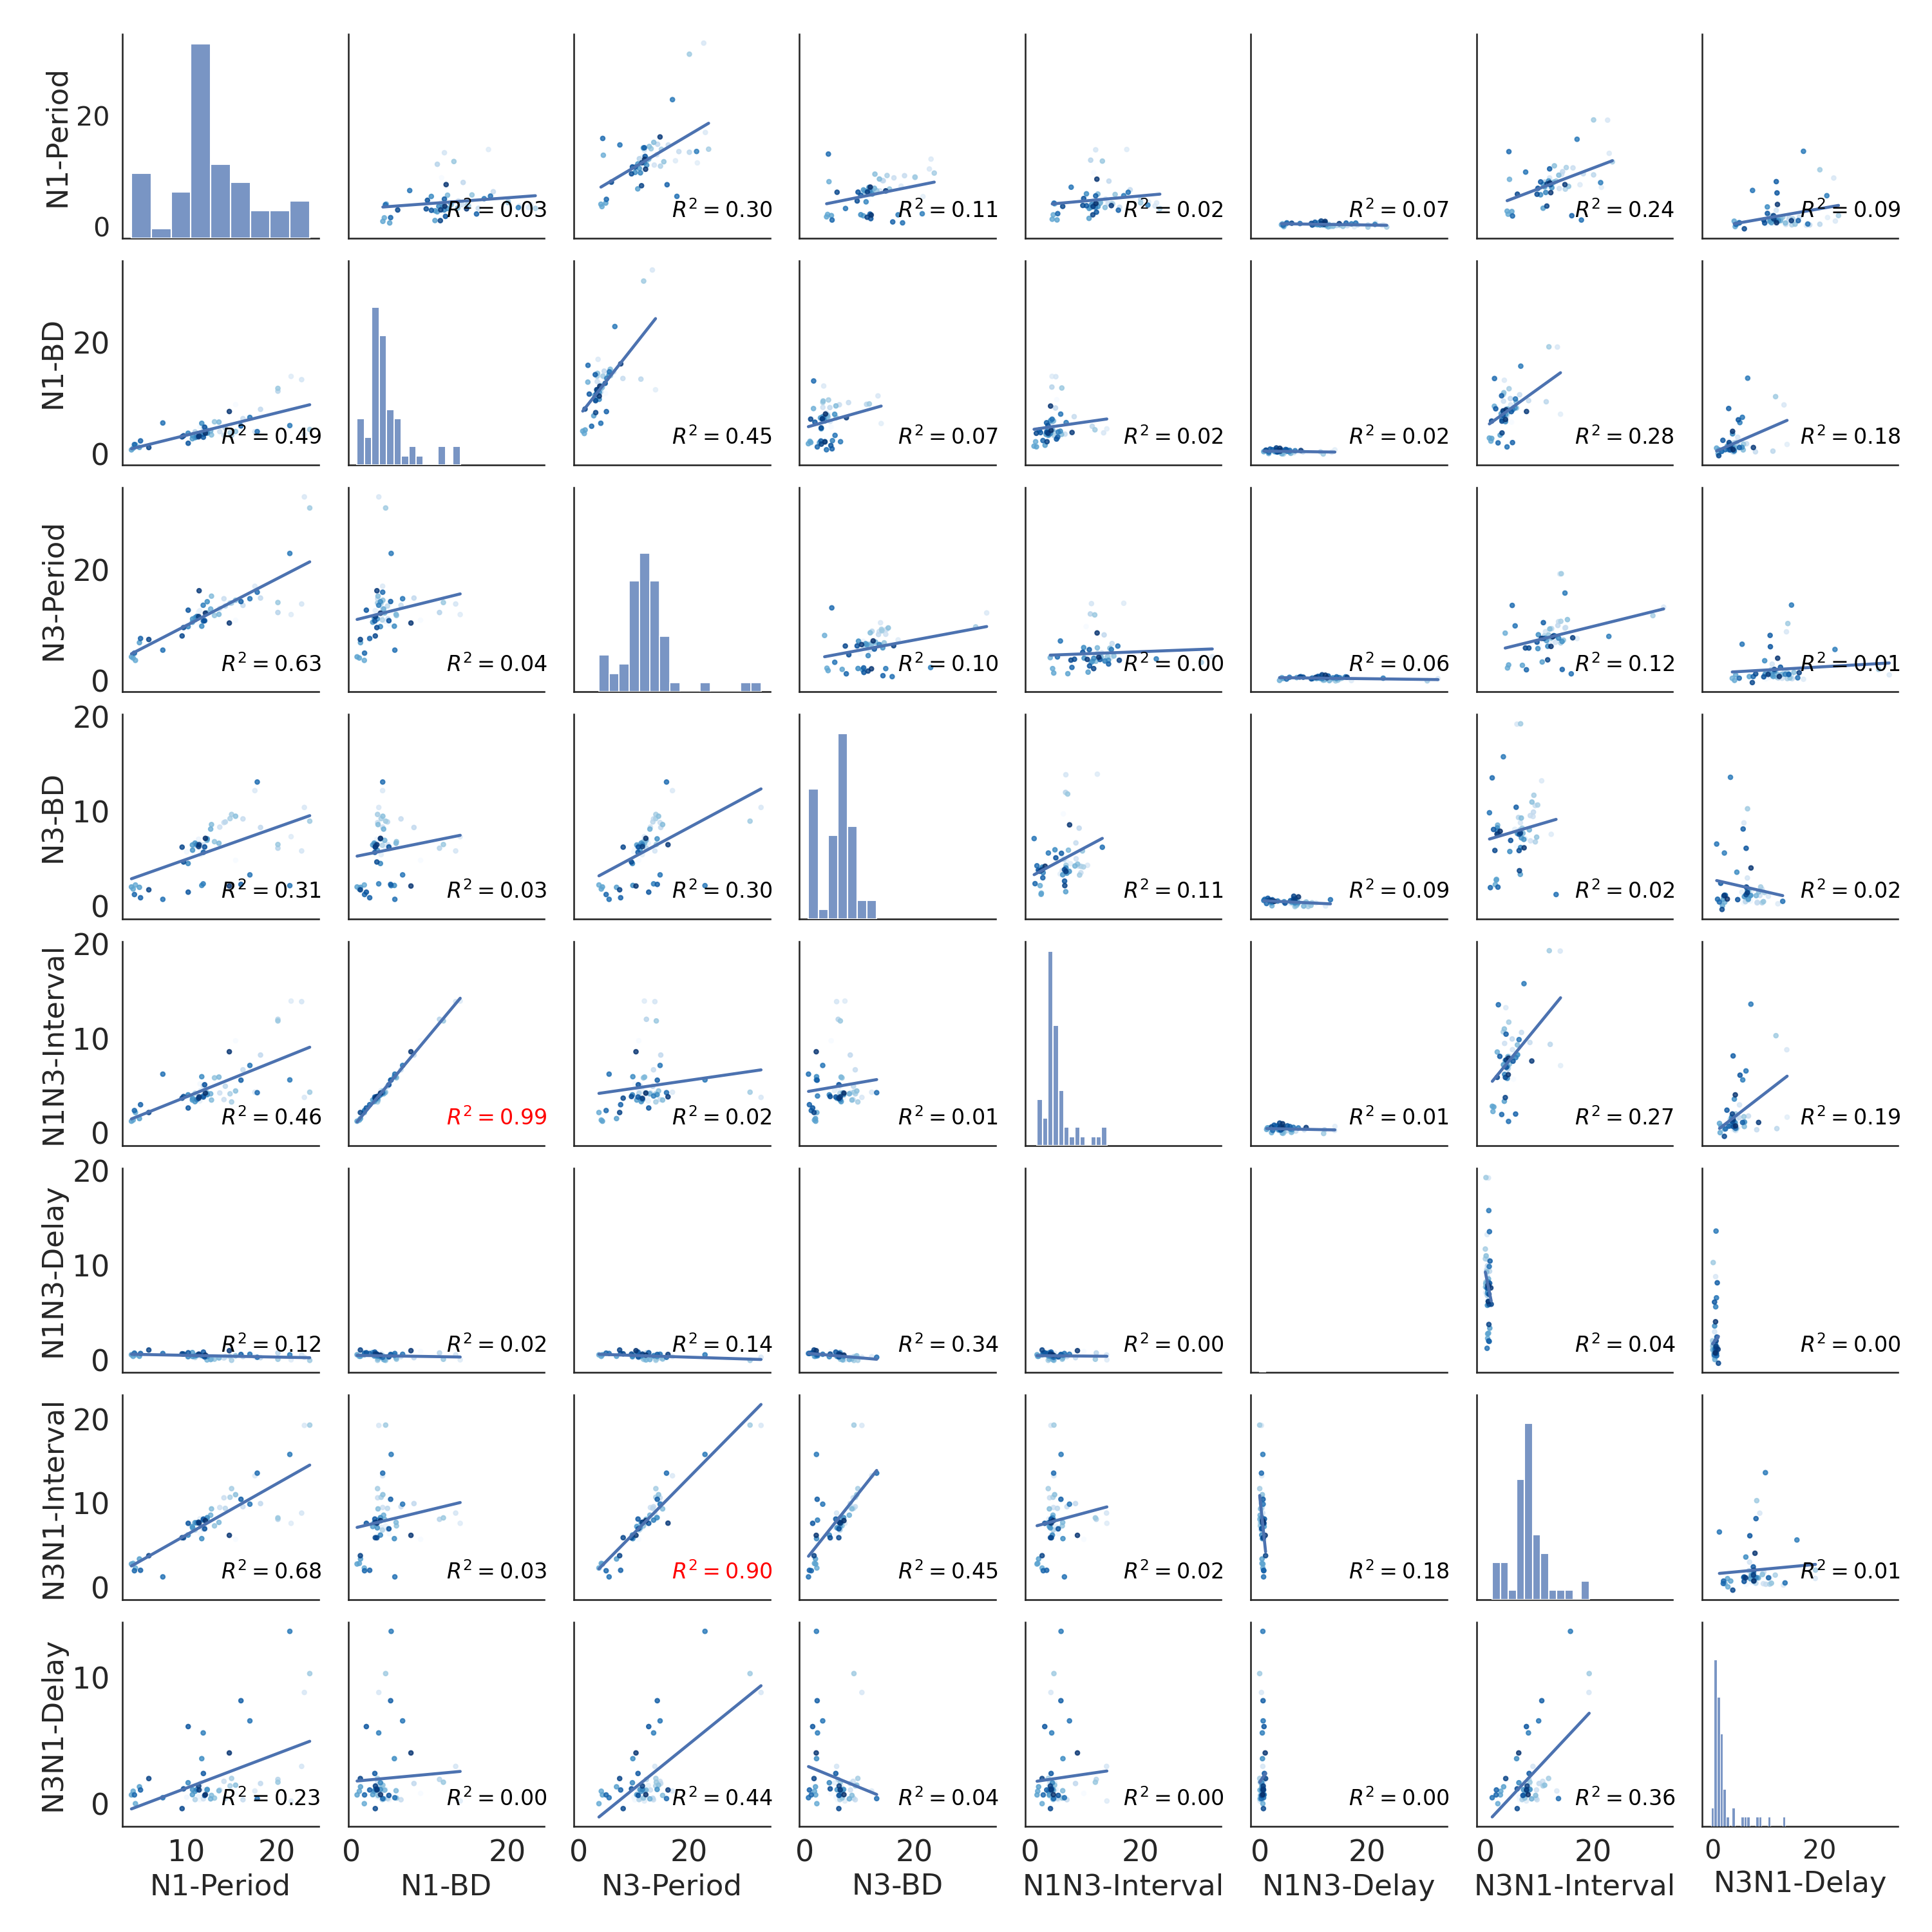 N1-Period
20
0
R² = 0.03
R² = 0.30
R² = 0.11
R² = 0.02
R² = 0.07
R² = 0.24
R² = 0.09
N1-BD
20
0
R² = 0.49
R² = 0.45
R² = 0.07
R² = 0.02
R² = 0.02
R² = 0.28
R² = 0.18
N3-Period
20
0
R² = 0.63
R² = 0.04
R² = 0.10
R² = 0.00
R² = 0.06
R² = 0.12
R² = 0.01
N3-BD
20
10
0
R² = 0.31
R² = 0.03
R² = 0.30
R² = 0.11
R² = 0.09
R² = 0.02
R² = 0.02
N1N3-Interval
20
10
0
R² = 0.46
R² = 0.99
R² = 0.02
R² = 0.01
R² = 0.01
R² = 0.27
R² = 0.19
N1N3-Delay
20
10
0
R² = 0.12
R² = 0.02
R² = 0.14
R² = 0.34
R² = 0.00
R² = 0.04
R² = 0.00
N3N1-Interval
20
10
0
R² = 0.68
R² = 0.03
R² = 0.90
R² = 0.45
R² = 0.02
R² = 0.18
R² = 0.01
N3N1-Delay
10
0
R² = 0.23
R² = 0.00
R² = 0.44
R² = 0.04
R² = 0.00
R² = 0.00
R² = 0.36
10 20
0 20
0 20
0 20
0 20
0 20
0 20
0 20
N1-Period
N1-BD
N3-Period
N3-BD
N1N3-Interval
N1N3-Delay
N3N1-Interval
N3N1-Delay